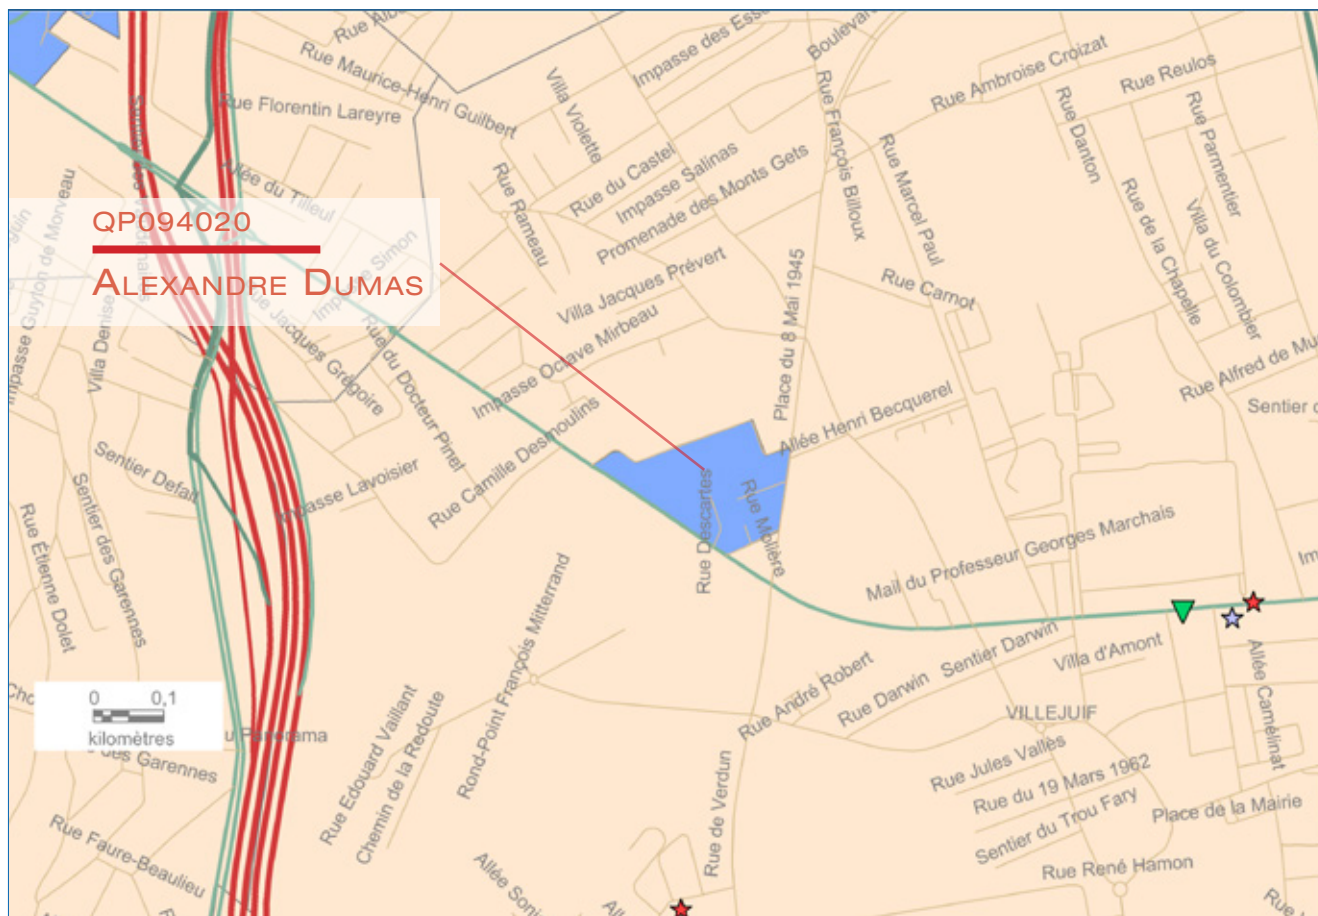 Impasse des Esse
Boulevar
Rue Maurice-Henri Guilbert
Rue Ambroise Croizat
Rue Reulos
Villa Violette
Rue François Billoux
Rue Florentin Lareyre
Rue Danton
Rue Parmentier
Rue Marcel Paul
Rue du Castel
Impasse Salinas
Promenade des Monts Gets
Allée du Tilleul
Rue Rameau
Rue de la Chapelle
Villa du Colombier
Impasse Guyton de Morveau
QP094020
ALEXANDRE DUMAS
Impasse Simon
Villa Jacques Prévert
Place du 8 Mai 1945
Rue Carnot
Villa Denise
Rue Jacques Grégoire
Rue du Docteur Pinel
Impasse Octave Mirbeau
Rue Alfred de Mu
Allée Henri Becquerel
Rue Camille Desmoulins
Sentier Defan
Impasse Lavoisier
Rue Descartes
Rue Molière
Rue Étienne Dolet
Sentier des Garennes
Mail du Professeur Georges Marchais
Rond-Point François Mitterrand
Sentier Darwin
Villa d'Amont
Rue André Robert
Rue Darwin
Allée Camélinat
VILLEJUIF
0 0,1
kilomètres
u Panorama
des Garennes
Rue Edouard Vaillant
Chemin de la Redoute
Rue de Verdun
Rue Jules Vallès
Rue du 19 Mars 1962
Sentier du Trou Fary
Place de la Mairie
Rue René Hamon
Rue Faure-Beaulieu
Allée Soni